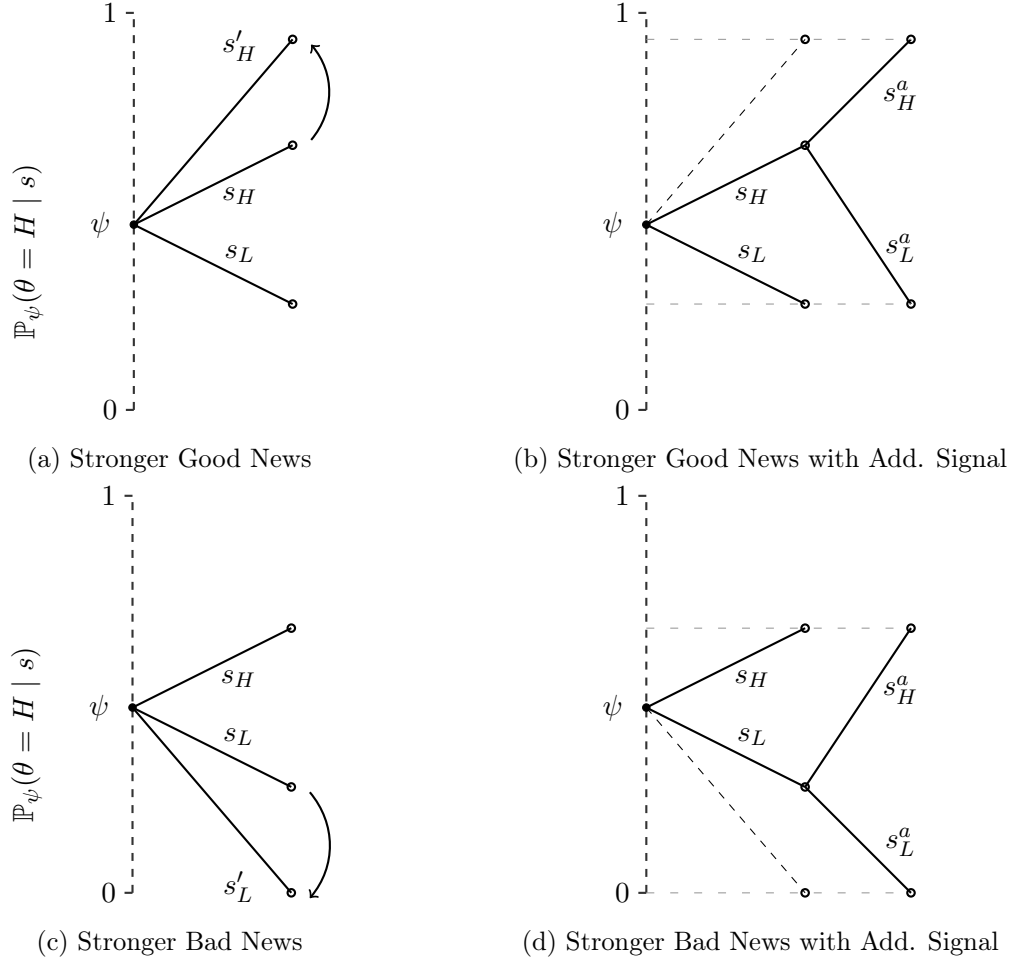 1
s′_H
s_H
ψ
s_L
ℙ_ψ(θ = H | s)
0
(a) Stronger Good News
s^a_H
s_H
ψ
s_L
s^a_L
(b) Stronger Good News with Add. Signal
1
s_H
ψ
s_L
ℙ_ψ(θ = H | s)
s′_L
0
(c) Stronger Bad News
s_H
s^a_H
ψ
s_L
s^a_L
(d) Stronger Bad News with Add. Signal
1
0
1
0